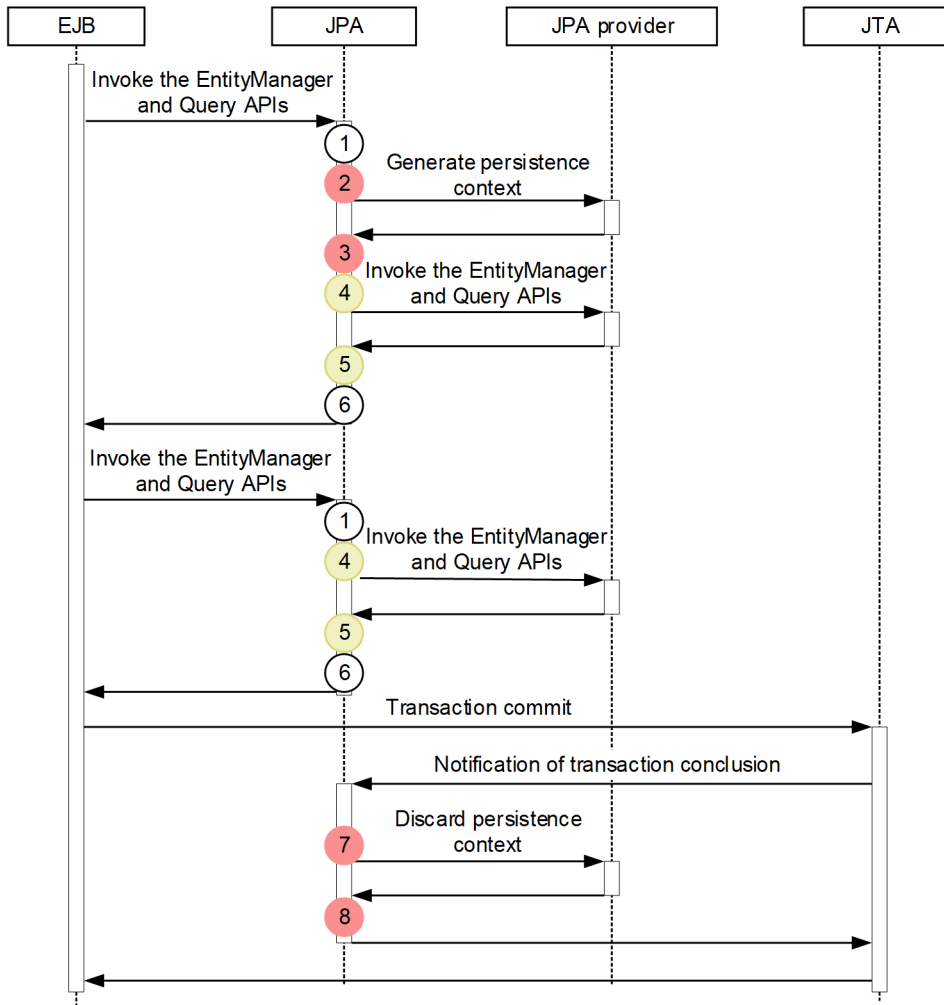 EJB
JPA
JPA provider
JTA
Invoke the EntityManager
and Query APIs
1
Generate persistence
context
2
3
Invoke the EntityManager
and Query APIs
4
5
6
Invoke the EntityManager
and Query APIs
1
Invoke the EntityManager
and Query APIs
4
5
6
Transaction commit
Notification of transaction conclusion
Discard persistence
context
7
8